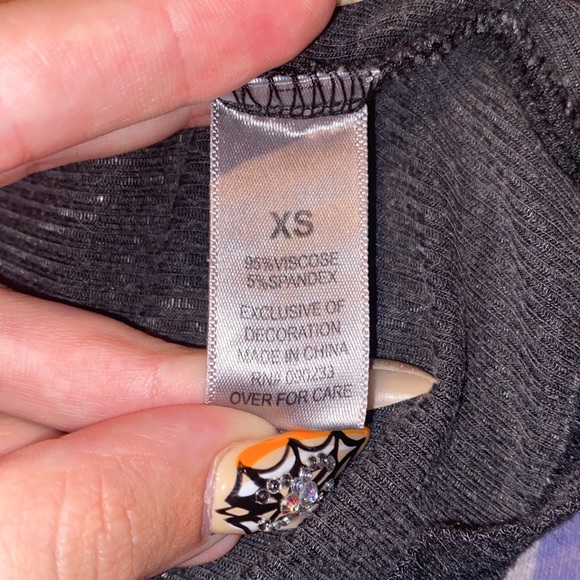 XS
95%VISCOSE
5%SPANDEX
EXCLUSIVE OF
DECORATION
MADE IN CHINA
RN#
OVER FOR CARE